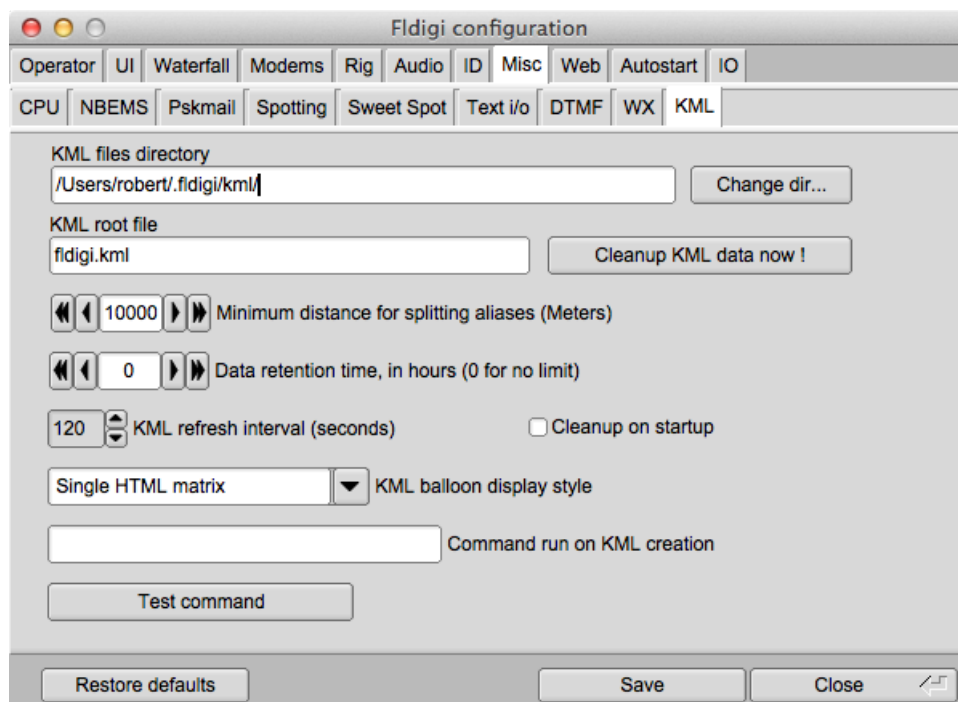 Fldigi configuration
Operator UI Waterfall Modems Rig Audio ID Misc Web Autostart IO
CPU NBEMS Pskmail Spotting Sweet Spot Text i/o DTMF WX KML
KML files directory
/Users/robert/.fldigi/kml/ Change dir...
KML root file
fldigi.kml Cleanup KML data now !
10000 Minimum distance for splitting aliases (Meters)
0 Data retention time, in hours (0 for no limit)
120 KML refresh interval (seconds) Cleanup on startup
Single HTML matrix KML balloon display style
Command run on KML creation
Test command
Restore defaults Save Close